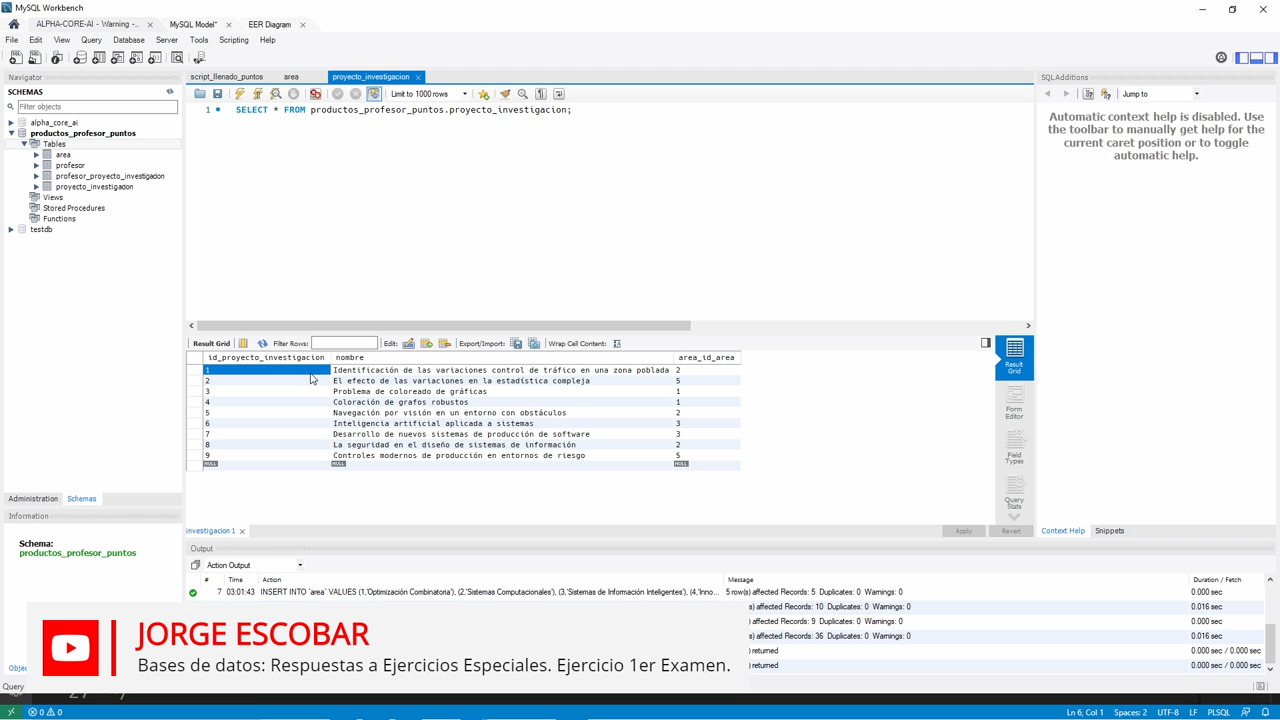 MySQL Workbench
ALPHA-CORE-AI - Warning -...
MySQL Model*
EER Diagram
File Edit View Query Database Server Tools Scripting Help
Navigator
SCHEMAS
Filter objects
alpha_core_ai
productos_profesor_puntos
Tables
area
profesor
profesor_proyecto_investigadon
proyecto_investigadon
Views
Stored Procedures
Functions
testdb
Administration Schemas
Information
Schema:
productos_profesor_puntos
Objec
Query
script_llenado_puntos area proyecto_investigacion
Limit to 1000 rows
1 SELECT * FROM productos_profesor_puntos.proyecto_investigacion;
Result Grid Filter Rows: Edit: Export/Import: Wrap Cell Content:
id_proyecto_investigacion nombre area_id_area
1 Identificación de las variaciones control de tráfico en una zona poblada 2
2 El efecto de las variaciones en la estadística compleja 5
3 Problema de coloreado de gráficas 1
4 Coloración de grafos robustos 1
5 Navegación por visión en un entorno con obstáculos 2
6 Inteligencia artificial aplicada a sistemas 3
7 Desarrollo de nuevos sistemas de producción de software 3
8 La seguridad en el diseño de sistemas de información 2
9 Controles modernos de producción en entornos de riesgo 5
NULL NULL NULL
Result Grid
Form Editor
Field Types
Query Stats
investigacion 1 Apply Revert
SQLAdditions
Jump to
Automatic context help is disabled. Use
the toolbar to manually get help for the
current caret position or to toggle
automatic help.
Context Help Snippets
Output
Action Output
# Time Action Message Duration / Fetch
7 03:01:43 INSERT INTO `area` VALUES (1,'Optimización Combinatoria'), (2,'Sistemas Computacionales'), (3,'Sistemas de Información Inteligentes'), (4,'Inno... 5 row(s) affected Records: 5 Duplicates: 0 Warnings: 0 0.000 sec
s) affected Records: 10 Duplicates: 0 Warnings: 0 0.016 sec
s) affected Records: 9 Duplicates: 0 Warnings: 0 0.000 sec
s) affected Records: 36 Duplicates: 0 Warnings: 0 0.016 sec
) returned 0.000 sec / 0.000 sec
) returned 0.000 sec / 0.000 sec
JORGE ESCOBAR
Bases de datos: Respuestas a Ejercicios Especiales. Ejercicio 1er Examen.
0 0 Ln 6, Col 1 Spaces: 2 UTF-8 LF PLSQL